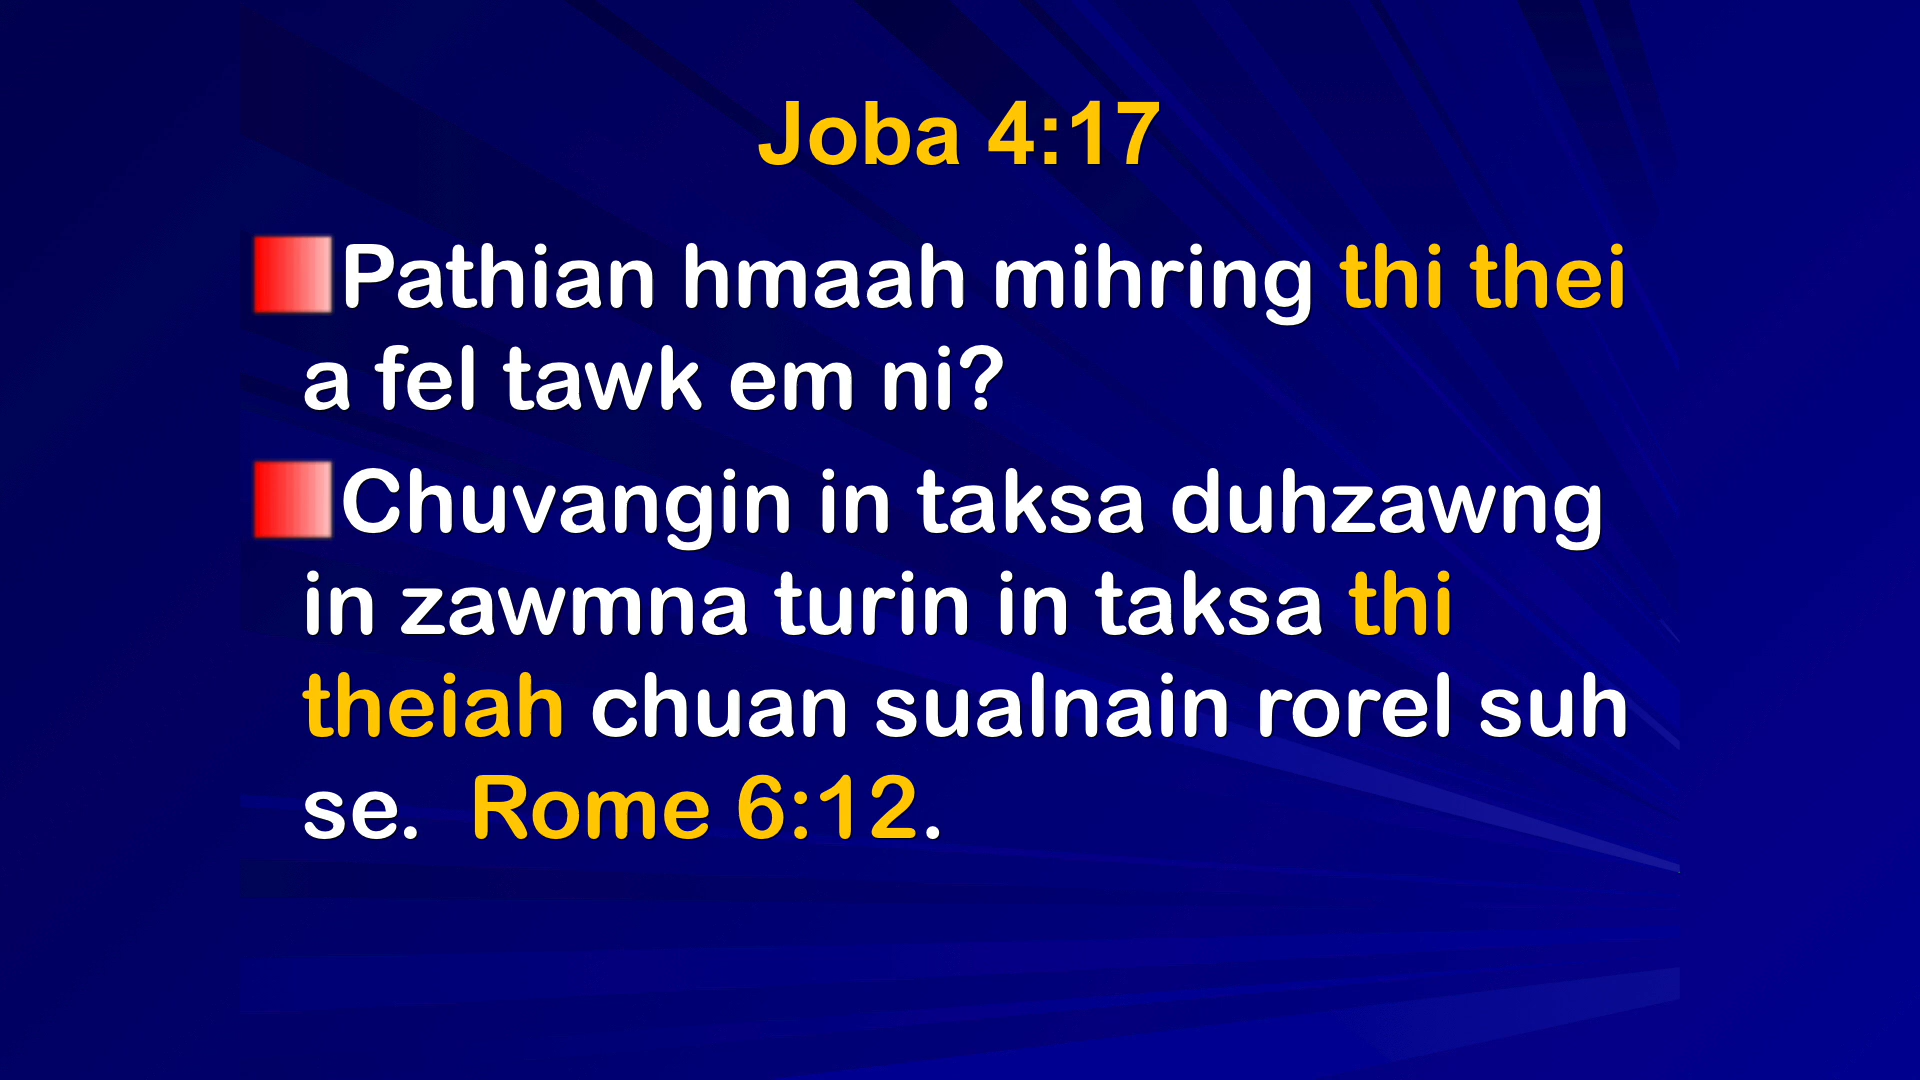 Joba 4:17
Pathian hmaah mihring thi thei
a fel tawk em ni?
Chuvangin in taksa duhzawng
in zawmna turin in taksa thi
theiah chuan sualnain rorel suh
se.  Rome 6:12.